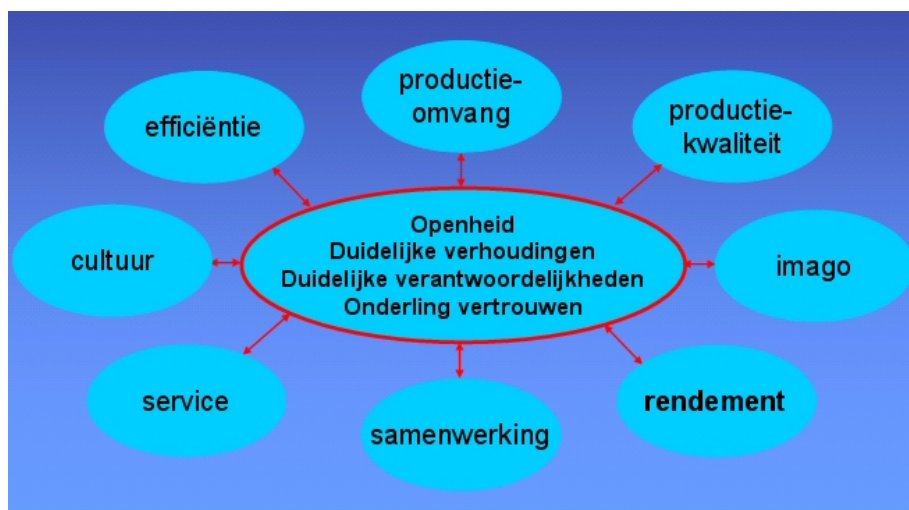 productie-
omvang
efficiëntie
productie-
kwaliteit
Openheid
Duidelijke verhoudingen
Duidelijke verantwoordelijkheden
Onderling vertrouwen
cultuur
imago
service
rendement
samenwerking